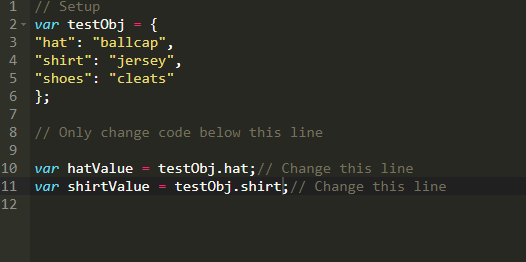 1 // Setup
2 var testObj = {
3 "hat": "ballcap",
4 "shirt": "jersey",
5 "shoes": "cleats"
6 };
7
8 // Only change code below this line
9
10 var hatValue = testObj.hat;// Change this line
11 var shirtValue = testObj.shirt;// Change this line
12